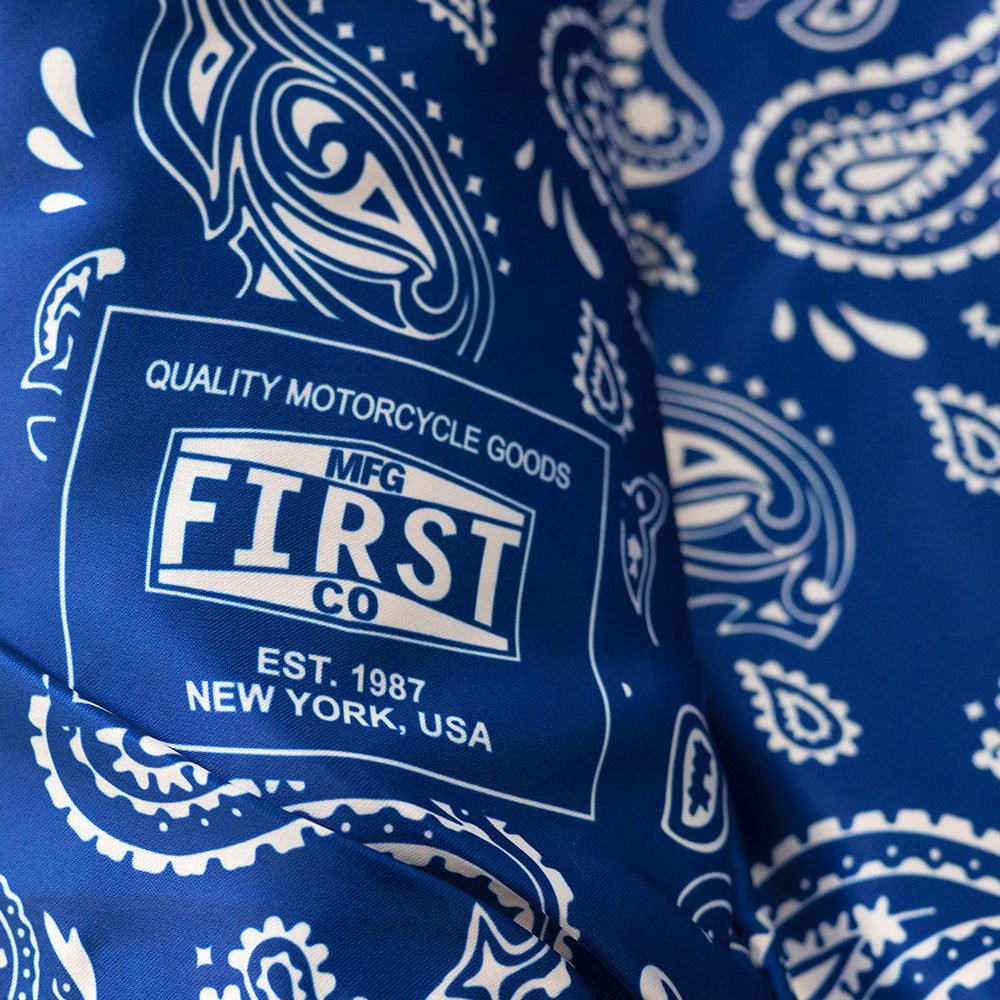 QUALITY MOTORCYCLE GOODS
MFG
FIRST
CO
EST. 1987
NEW YORK, USA